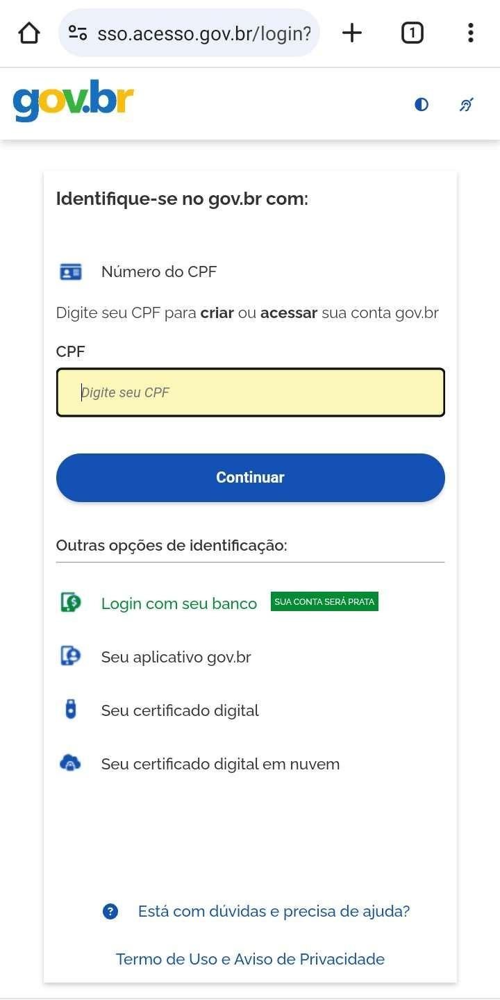 sso.acesso.gov.br/login?
1
gov.br
Identifique-se no gov.br com:
Número do CPF
Digite seu CPF para criar ou acessar sua conta gov.br
CPF
Digite seu CPF
Continuar
Outras opções de identificação:
Login com seu banco SUA CONTA SERÁ PRATA
Seu aplicativo gov.br
Seu certificado digital
Seu certificado digital em nuvem
Está com dúvidas e precisa de ajuda?
Termo de Uso e Aviso de Privacidade